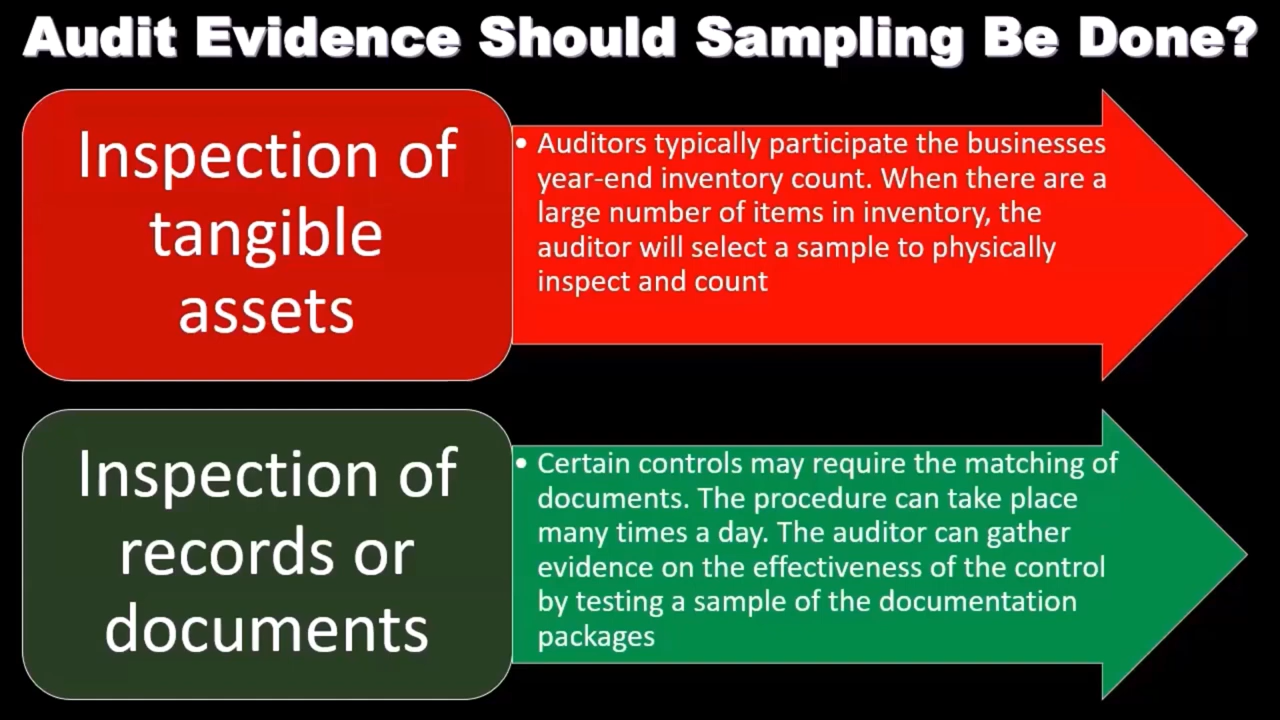 Audit Evidence Should Sampling Be Done?
Inspection of
tangible
assets
• Auditors typically participate the businesses
year-end inventory count. When there are a
large number of items in inventory, the
auditor will select a sample to physically
inspect and count
Inspection of
records or
documents
• Certain controls may require the matching of
documents. The procedure can take place
many times a day. The auditor can gather
evidence on the effectiveness of the control
by testing a sample of the documentation
packages